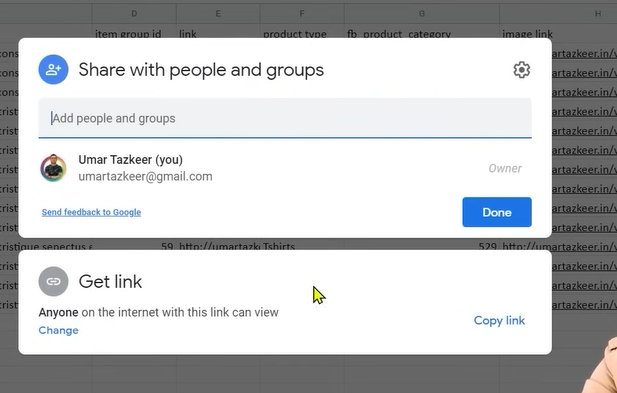 D E F G H
item group id link product type fb_product_category image link
Share with people and groups
Add people and groups
Umar Tazkeer (you)
umartazkeer@gmail.com
Owner
Send feedback to Google
Done
59 http://umartazk Tshirts 529 http://umartazkeer.in/
Get link
Anyone on the internet with this link can view
Change
Copy link